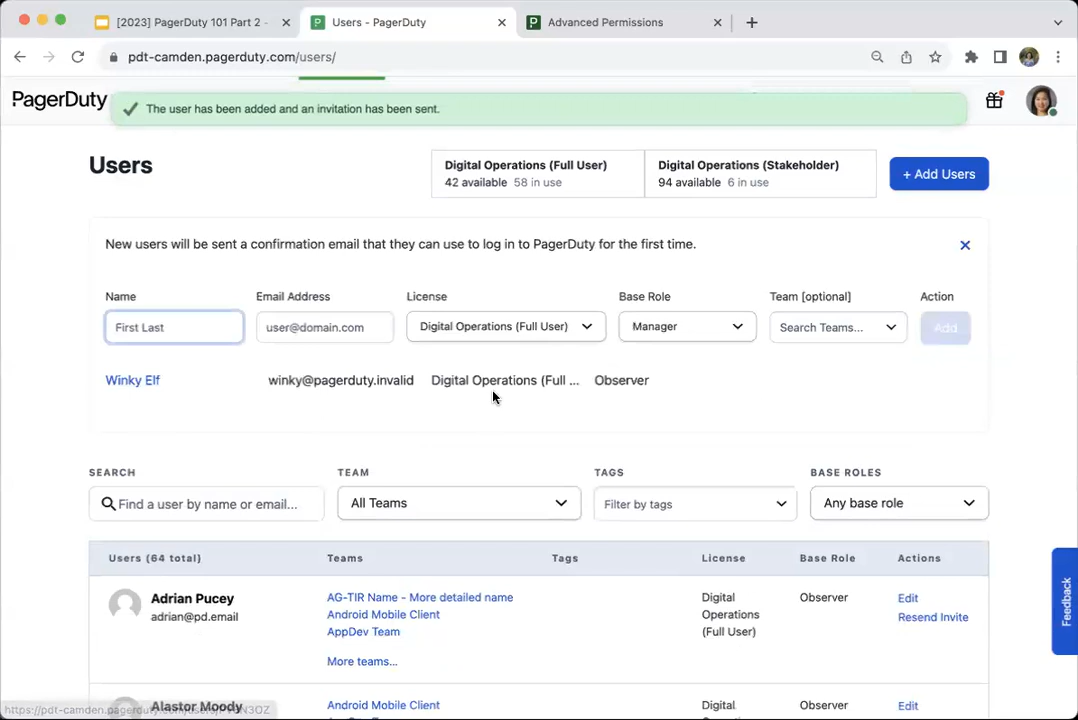 [2023] PagerDuty 101 Part 2 -
Users - PagerDuty
Advanced Permissions
pdt-camden.pagerduty.com/users/
PagerDuty
The user has been added and an invitation has been sent.
Users
Digital Operations (Full User)
42 available 58 in use
Digital Operations (Stakeholder)
94 available 6 in use
+ Add Users
New users will be sent a confirmation email that they can use to log in to PagerDuty for the first time.
Name
Email Address
License
Base Role
Team [optional]
Action
First Last
user@domain.com
Digital Operations (Full User)
Manager
Search Teams...
Add
Winky Elf
winky@pagerduty.invalid
Digital Operations (Full ...
Observer
SEARCH
TEAM
TAGS
BASE ROLES
Find a user by name or email...
All Teams
Filter by tags
Any base role
Users (64 total)
Teams
Tags
License
Base Role
Actions
Adrian Pucey
adrian@pd.email
AG-TIR Name - More detailed name
Android Mobile Client
AppDev Team
More teams...
Digital
Operations
(Full User)
Observer
Edit
Resend Invite
Feedback
Alastor Moody
Android Mobile Client
Digital
Edit
https://pdt-camden.pagerduty.com/users/